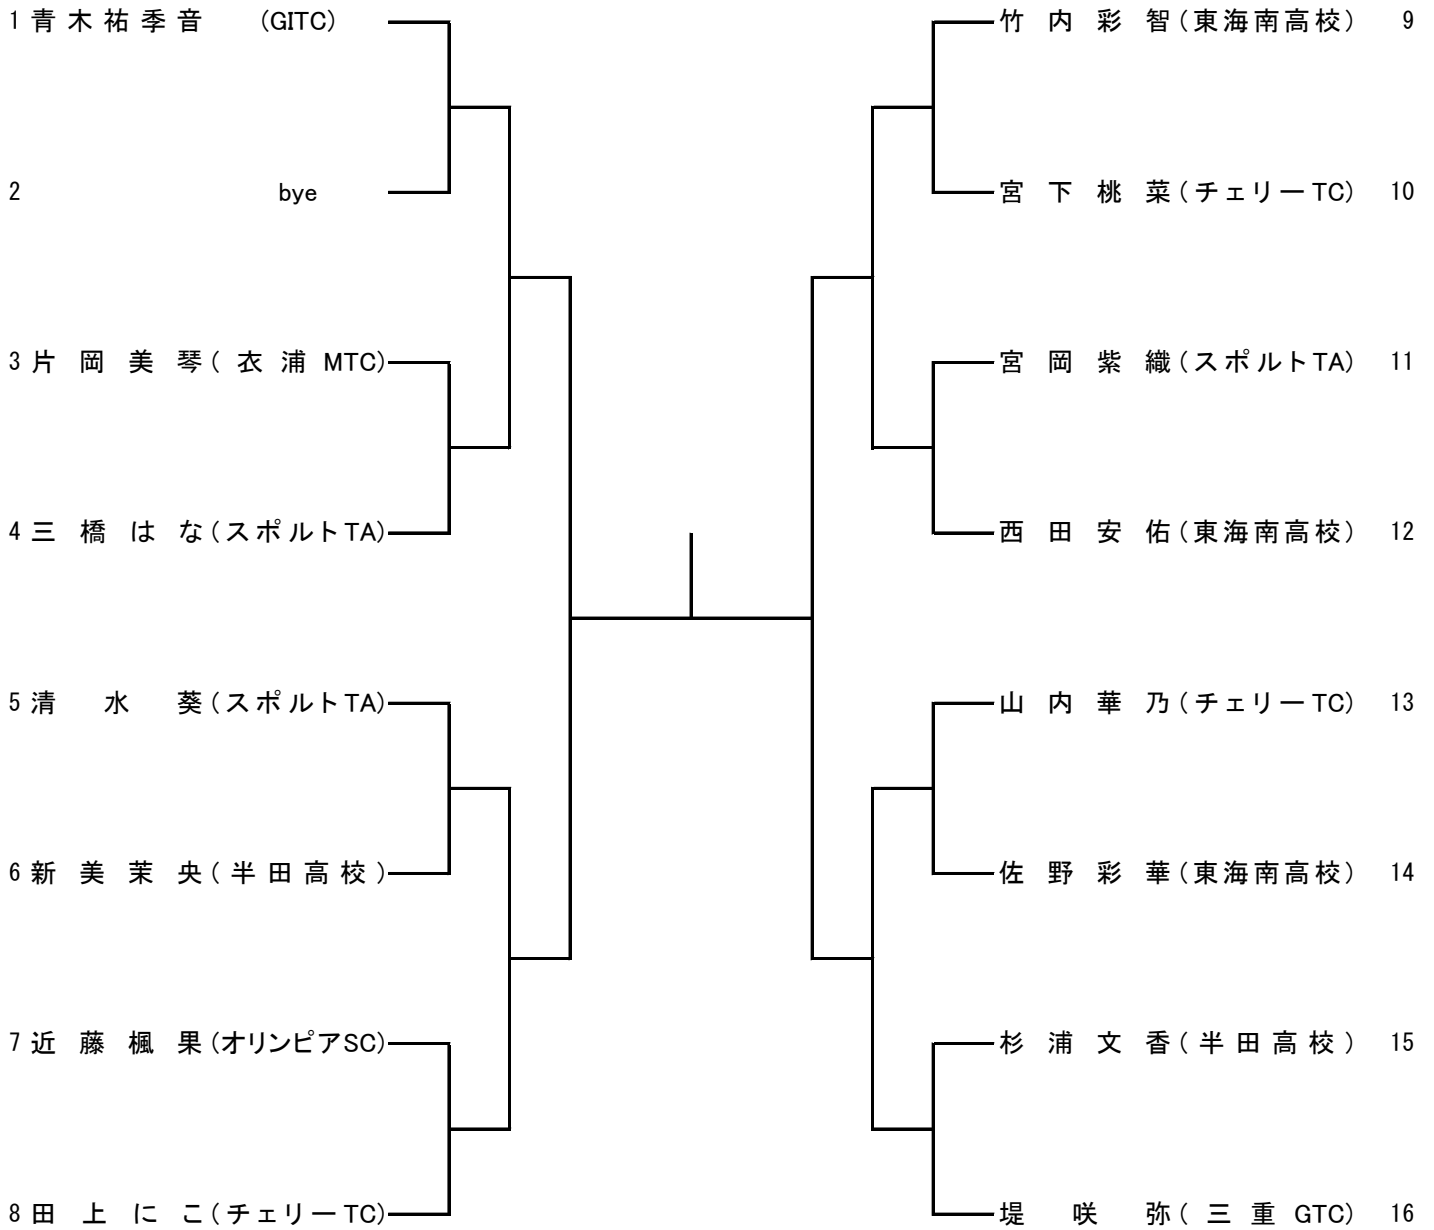 1 青木祐季音 (GITC)
2 bye
3 片岡美琴(衣浦MTC)
4 三橋はな(スポルトTA)
5 清水葵(スポルトTA)
6 新美茉央(半田高校)
7 近藤楓果(オリンピアSC)
8 田上にこ(チェリーTC)
竹内彩智(東海南高校) 9
宮下桃菜(チェリーTC) 10
宮岡紫織(スポルトTA) 11
西田安佑(東海南高校) 12
山内華乃(チェリーTC) 13
佐野彩華(東海南高校) 14
杉浦文香(半田高校) 15
堤咲弥(三重GTC) 16